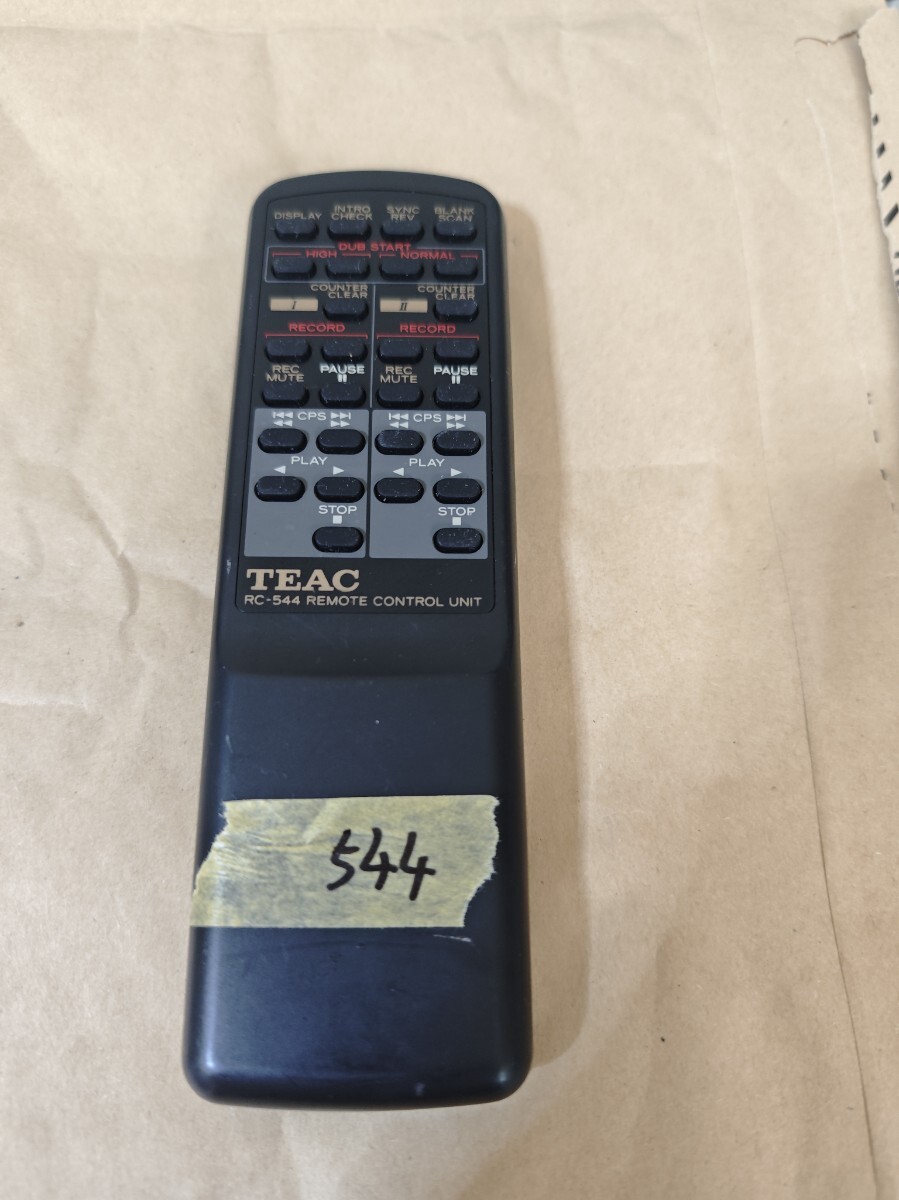 DISPLAY INTRO CHECK SYNC REV BLANK SCAN
DUB START
HIGH NORMAL
COUNTER CLEAR COUNTER CLEAR
I II
RECORD RECORD
REC MUTE PAUSE REC MUTE PAUSE
CPS CPS
PLAY PLAY
STOP STOP
TEAC
RC-544 REMOTE CONTROL UNIT
544